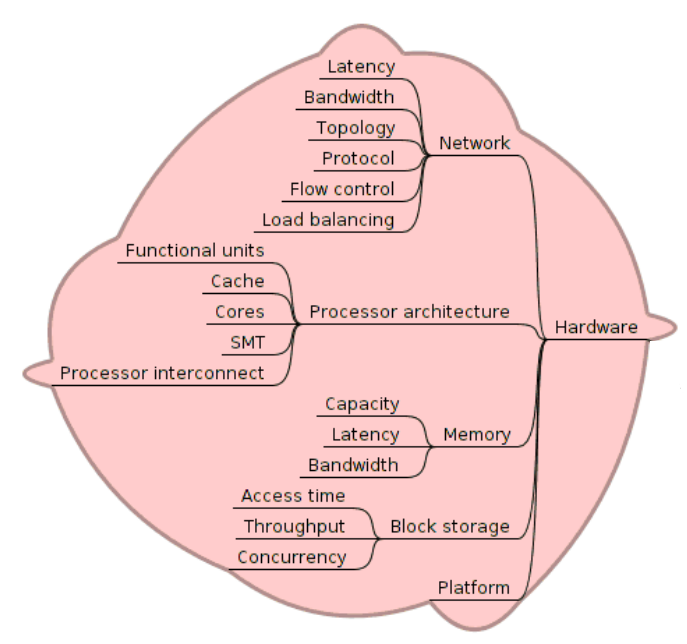 Latency
Bandwidth
Topology
Network
Protocol
Flow control
Load balancing
Functional units
Cache
Cores
Processor architecture
Hardware
SMT
Processor interconnect
Capacity
Latency
Memory
Bandwidth
Access time
Throughput
Block storage
Concurrency
Platform